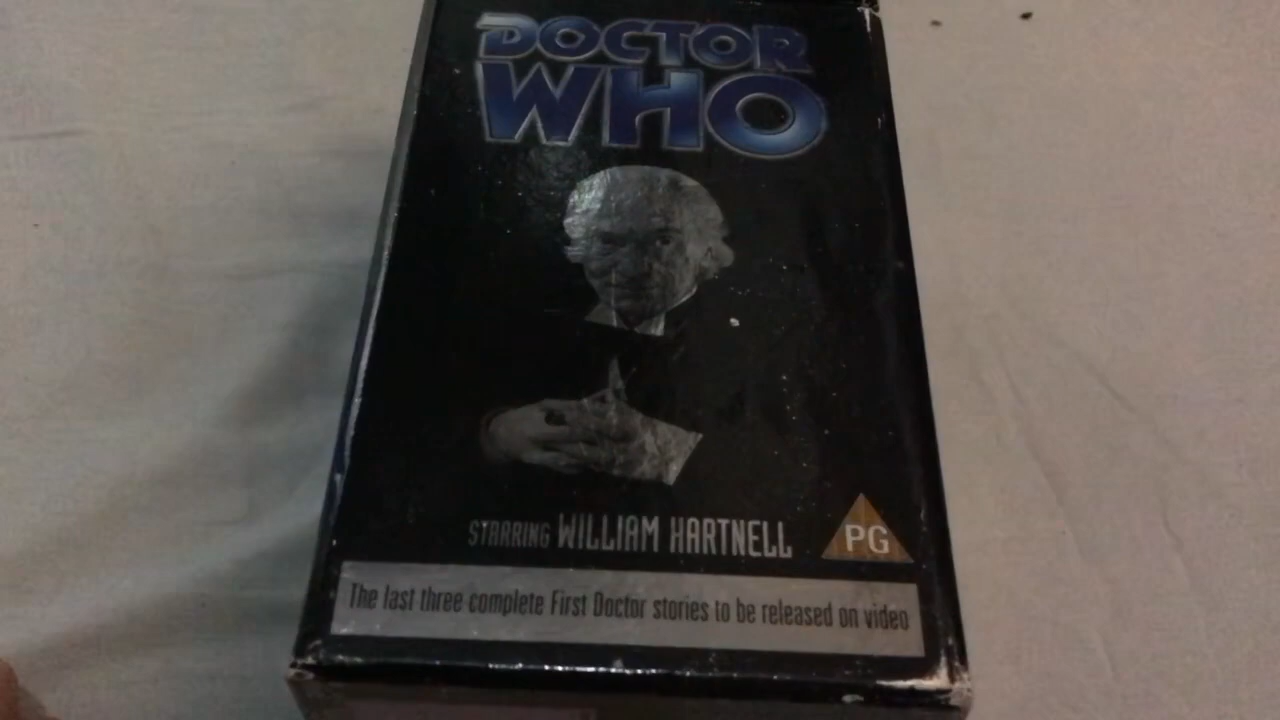 DOCTOR
WHO
STARRING WILLIAM HARTNELL
PG
The last three complete First Doctor stories to be released on video